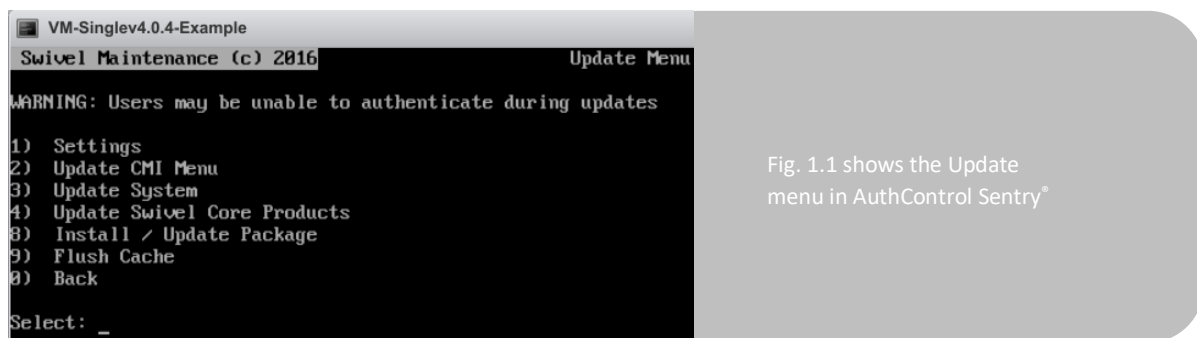 VM-Singlev4.0.4-Example
Swivel Maintenance (c) 2016 Update Menu
WARNING: Users may be unable to authenticate during updates
1) Settings
2) Update CMI Menu
3) Update System
4) Update Swivel Core Products
8) Install / Update Package
9) Flush Cache
0) Back
Select: _
Fig. 1.1 shows the Update
menu in AuthControl Sentry®